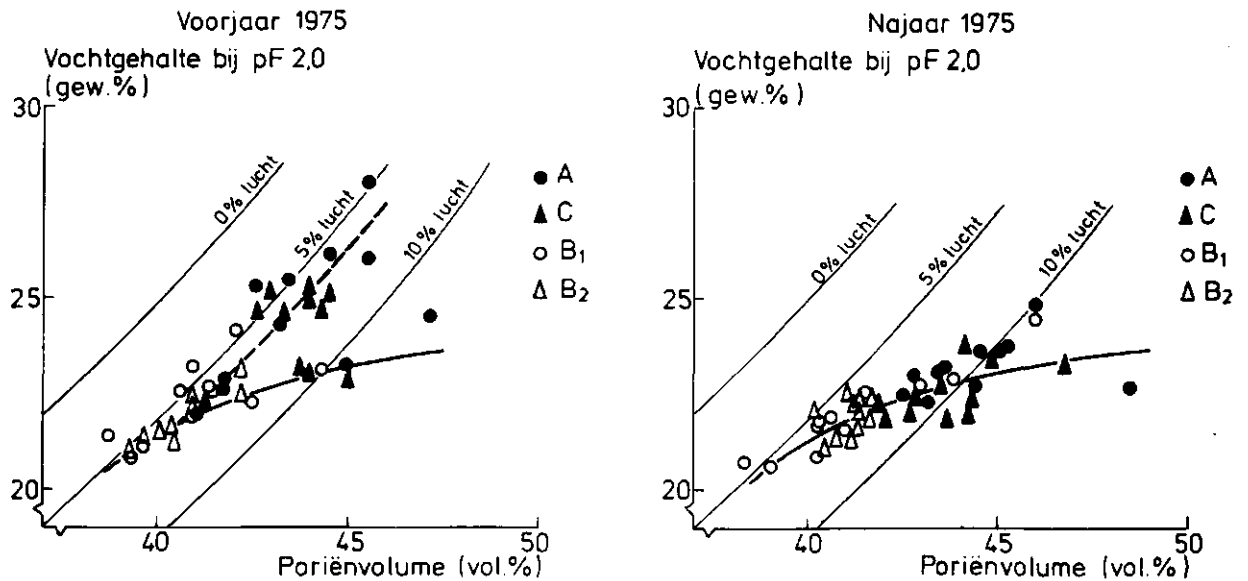 Voorjaar 1975
Vochtgehalte bij pF 2,0
(gew.%)
30
25
20
40
45
50
Poriënvolume (vol.%)
0% lucht
5% lucht
10% lucht
A
C
B1
B2
Najaar 1975
Vochtgehalte bij pF 2,0
(gew.%)
30
25
20
40
45
50
Poriënvolume (vol.%)
0% lucht
5% lucht
10% lucht
A
C
B1
B2